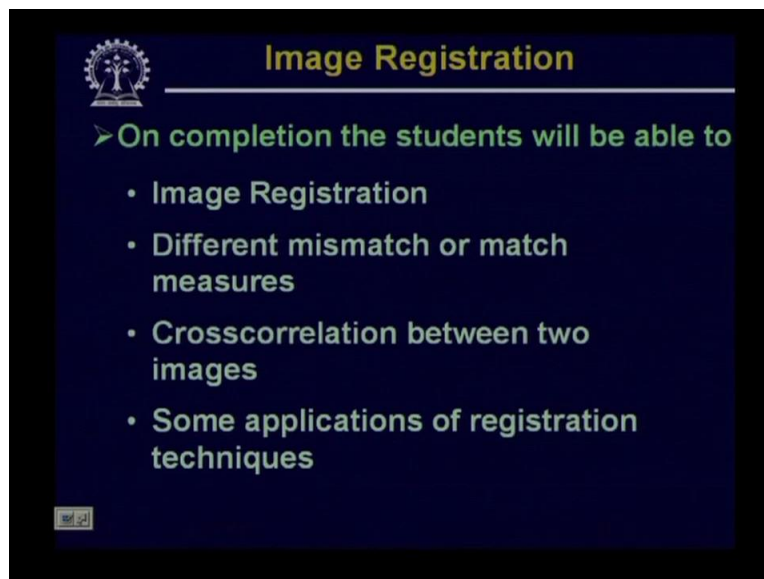 Image Registration
➢On completion the students will be able to
• Image Registration
• Different mismatch or match
measures
• Crosscorrelation between two
images
• Some applications of registration
techniques